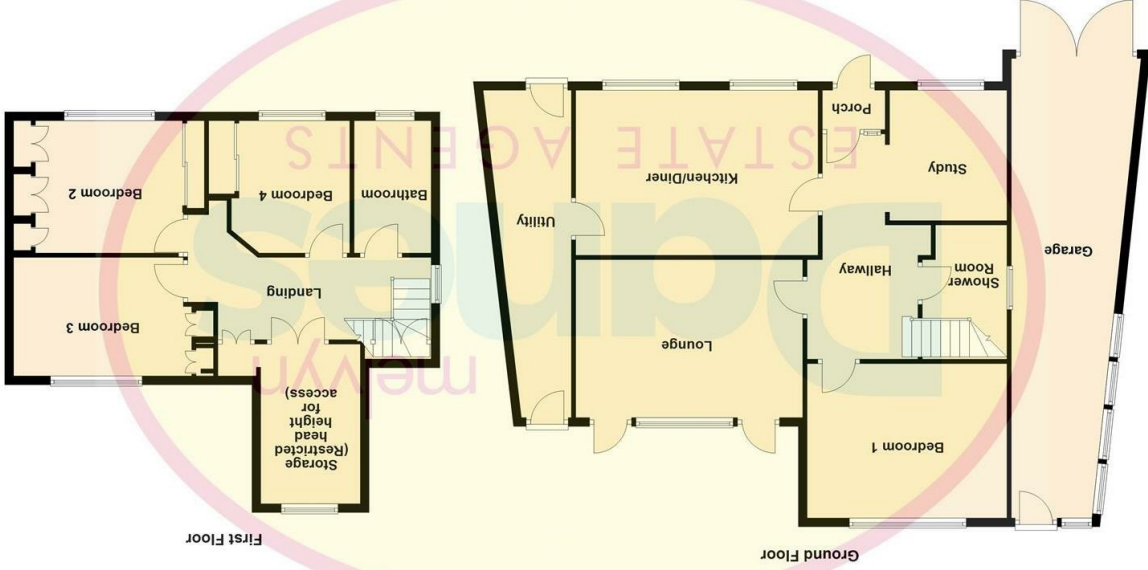 Ground Floor
Bedroom 1
Lounge
Hallway
Shower
Room
Garage
Utility
Kitchen/Diner
Study
Porch
First Floor
Storage
(Restricted
head
height
for
access)
Bedroom 3
Landing
Bedroom 2
Bedroom 4
Bathroom
melvyn
Danes
ESTATE AGENTS